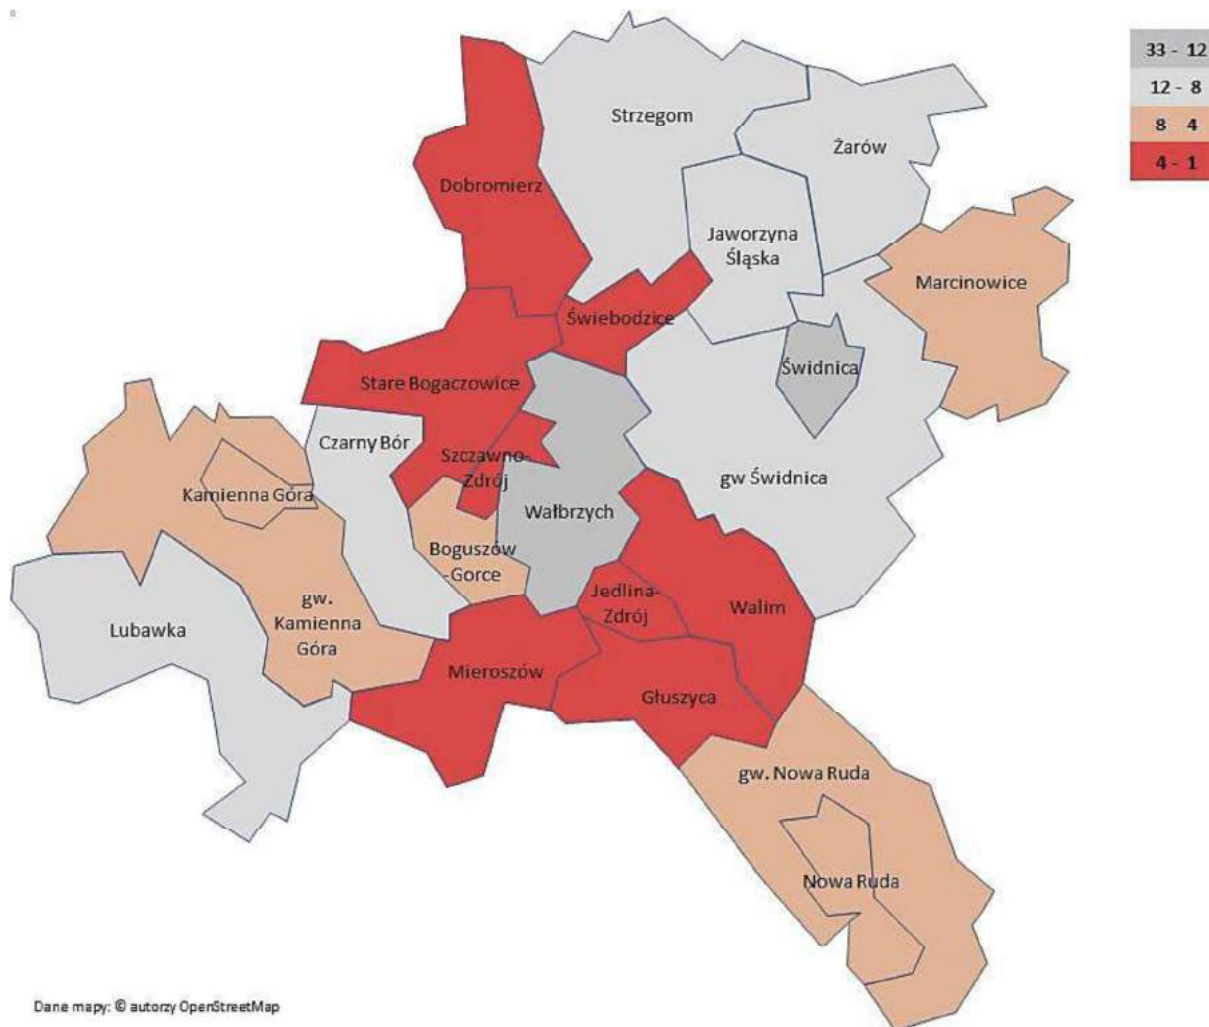 33 - 12
12 - 8
8 - 4
4 - 1
Strzegom
Żarów
Dobromierz
Jaworzyna
Śląska
Marcinowice
Świebodzice
Świdnica
Stare Bogaczowice
Czarny Bór
Szczawno-
Zdrój
gw Świdnica
Kamienna Góra
Wałbrzych
Boguszów
-Gorce
Jedlina-
Zdrój
Walim
gw.
Kamienna
Góra
Lubawka
Mieroszów
Głuszyca
gw. Nowa Ruda
Nowa Ruda
Dane mapy: © autorzy OpenStreetMap